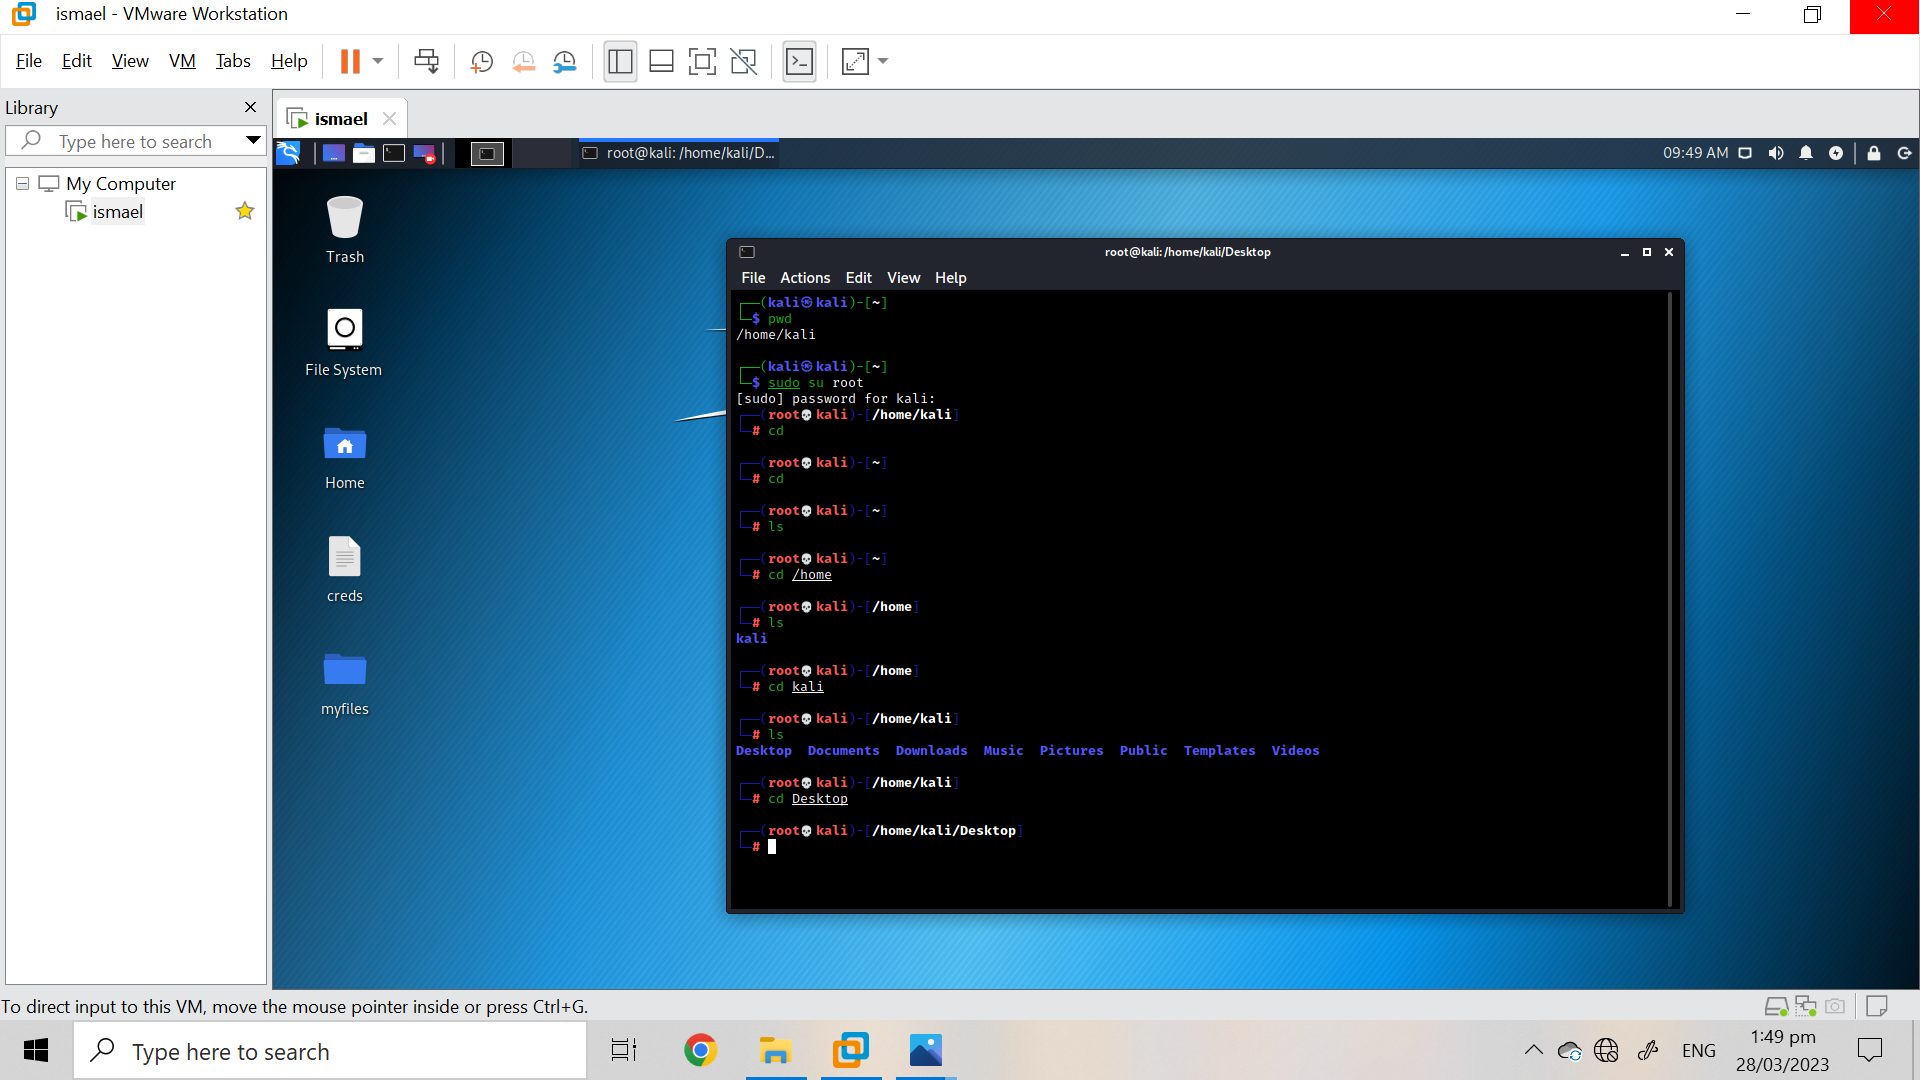 ismael - VMware Workstation
File Edit View VM Tabs Help
Library
Type here to search
My Computer
ismael
ismael
root@kali: /home/kali/D...
09:49 AM
Trash
File System
Home
creds
myfiles
root@kali: /home/kali/Desktop
File Actions Edit View Help
(kali㉿kali)-[~]
$ pwd
/home/kali
(kali㉿kali)-[~]
$ sudo su root
[sudo] password for kali:
(root💀kali)-[/home/kali]
# cd
(root💀kali)-[~]
# cd
(root💀kali)-[~]
# ls
(root💀kali)-[~]
# cd /home
(root💀kali)-[/home]
# ls
kali
(root💀kali)-[/home]
# cd kali
(root💀kali)-[/home/kali]
# ls
Desktop Documents Downloads Music Pictures Public Templates Videos
(root💀kali)-[/home/kali]
# cd Desktop
(root💀kali)-[/home/kali/Desktop]
#
To direct input to this VM, move the mouse pointer inside or press Ctrl+G.
Type here to search
ENG
1:49 pm
28/03/2023